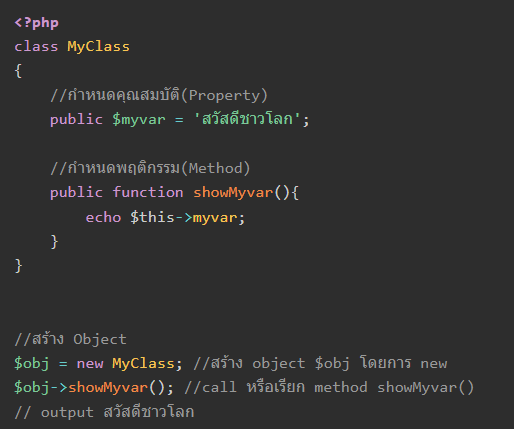 <?php
class MyClass
{
    //กำหนดคุณสมบัติ(Property)
    public $myvar = 'สวัสดีชาวโลก';

    //กำหนดพฤติกรรม(Method)
    public function showMyvar(){
        echo $this->myvar;
    }
}


//สร้าง Object
$obj = new MyClass; //สร้าง object $obj โดยการ new
$obj->showMyvar(); //call หรือเรียก method showMyvar()
// output สวัสดีชาวโลก